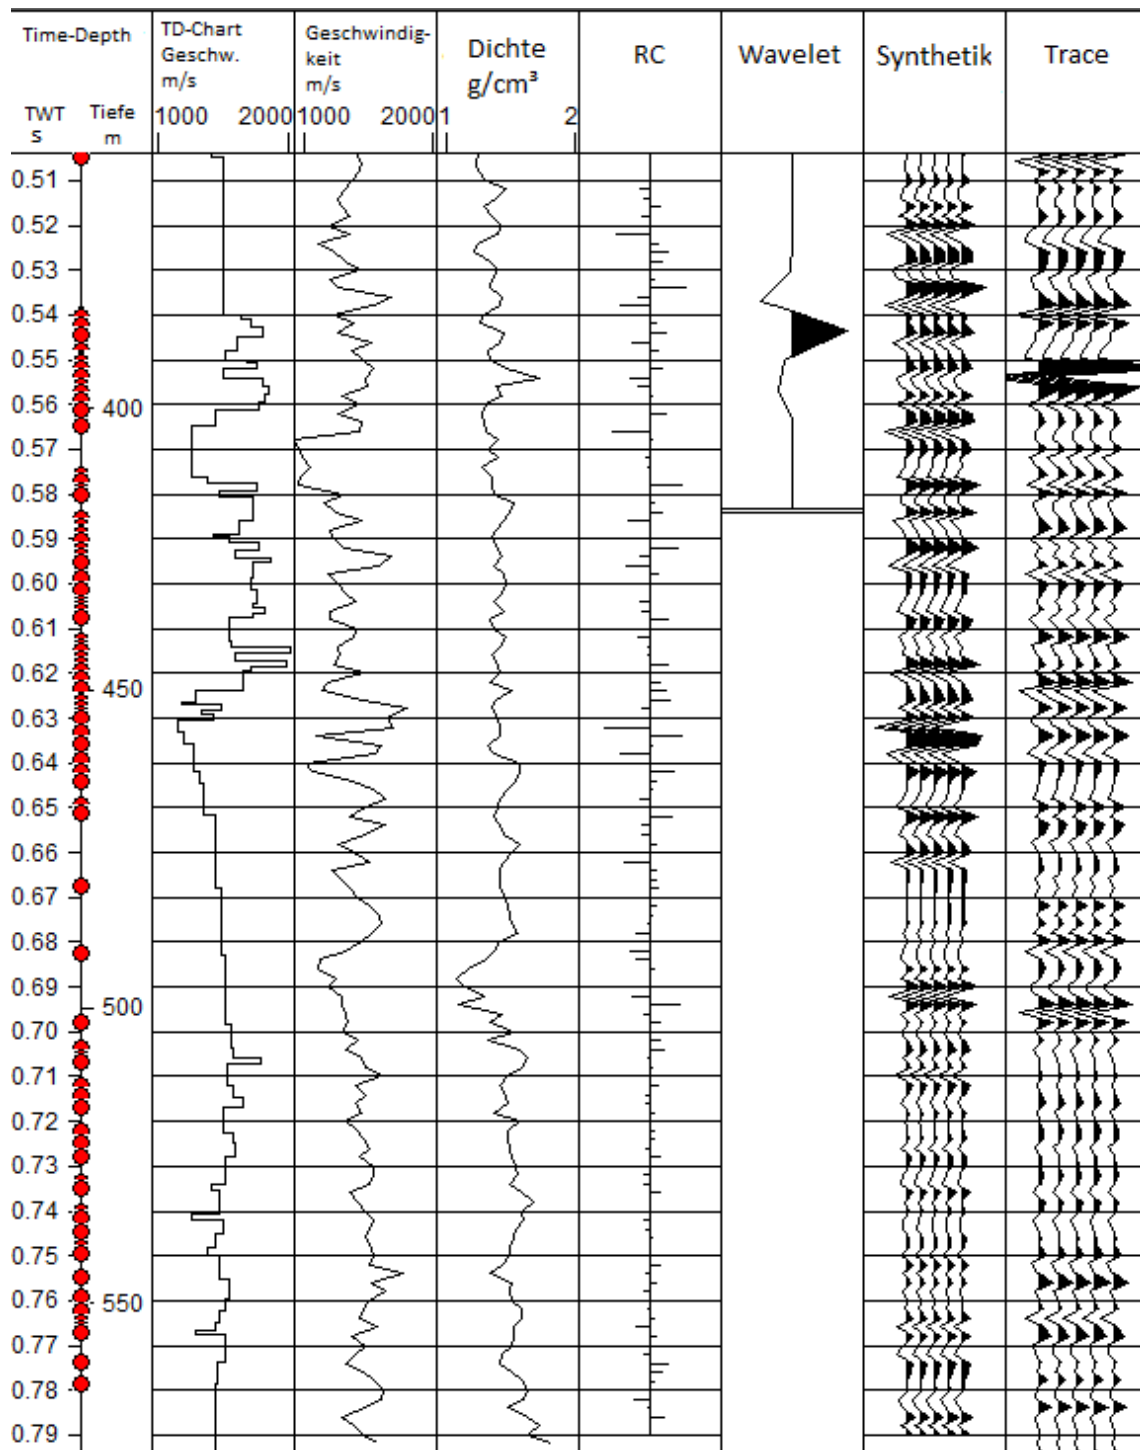 Time-Depth
TWT
S
Tiefe
m
TD-Chart
Geschw.
m/s
1000 2000
Geschwindig-
keit
m/s
1000 2000
Dichte
g/cm³
1 2
RC
Wavelet
Synthetik
Trace
0.51
0.52
0.53
0.54
0.55
0.56
400
0.57
0.58
0.59
0.60
0.61
0.62
450
0.63
0.64
0.65
0.66
0.67
0.68
0.69
500
0.70
0.71
0.72
0.73
0.74
0.75
0.76
550
0.77
0.78
0.79